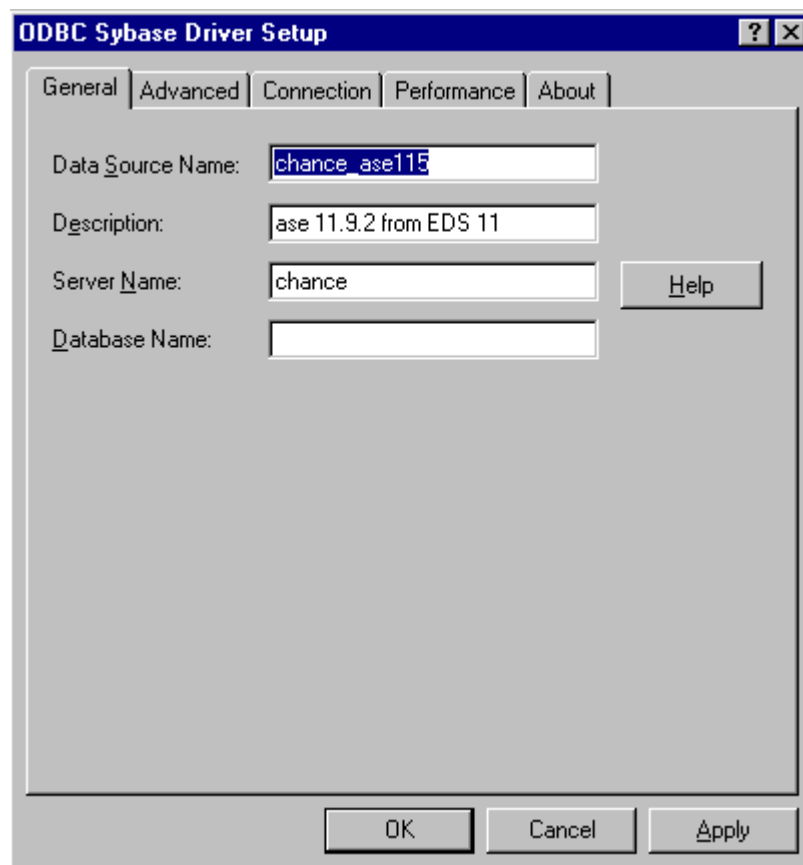 ODBC Sybase Driver Setup
General Advanced Connection Performance About
Data Source Name: chance_ase115
Description: ase 11.9.2 from EDS 11
Server Name: chance
Help
Database Name:
OK Cancel Apply